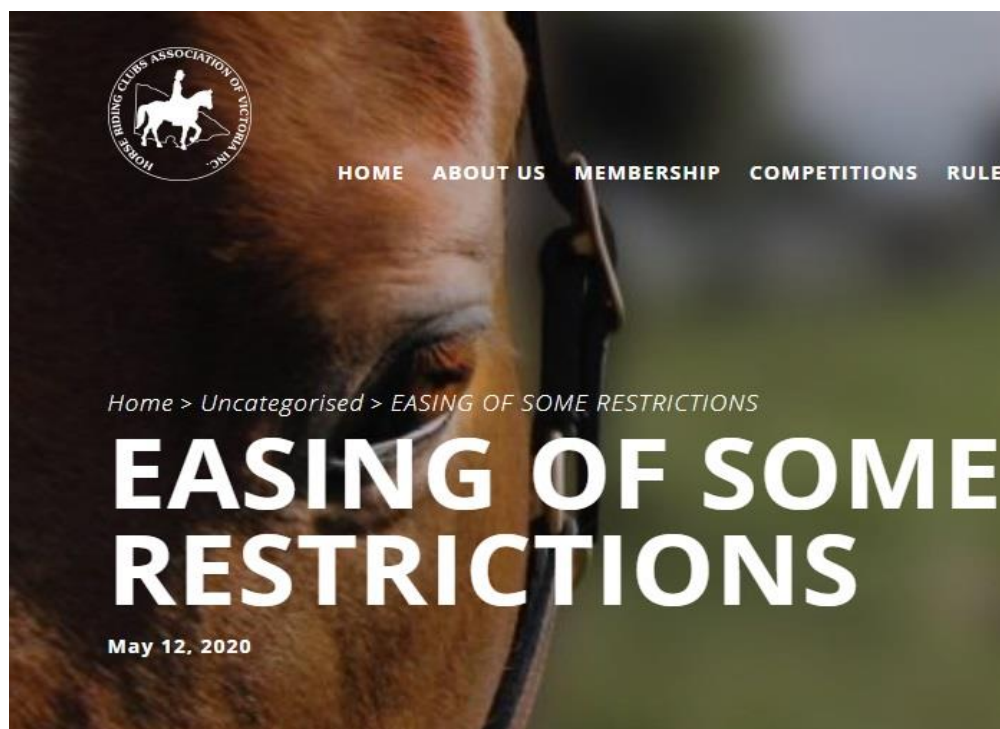 HORSE RIDING CLUBS ASSOCIATION OF VICTORIA INC.
HOME ABOUT US MEMBERSHIP COMPETITIONS RULE
Home > Uncategorised > EASING OF SOME RESTRICTIONS
EASING OF SOME
RESTRICTIONS
May 12, 2020